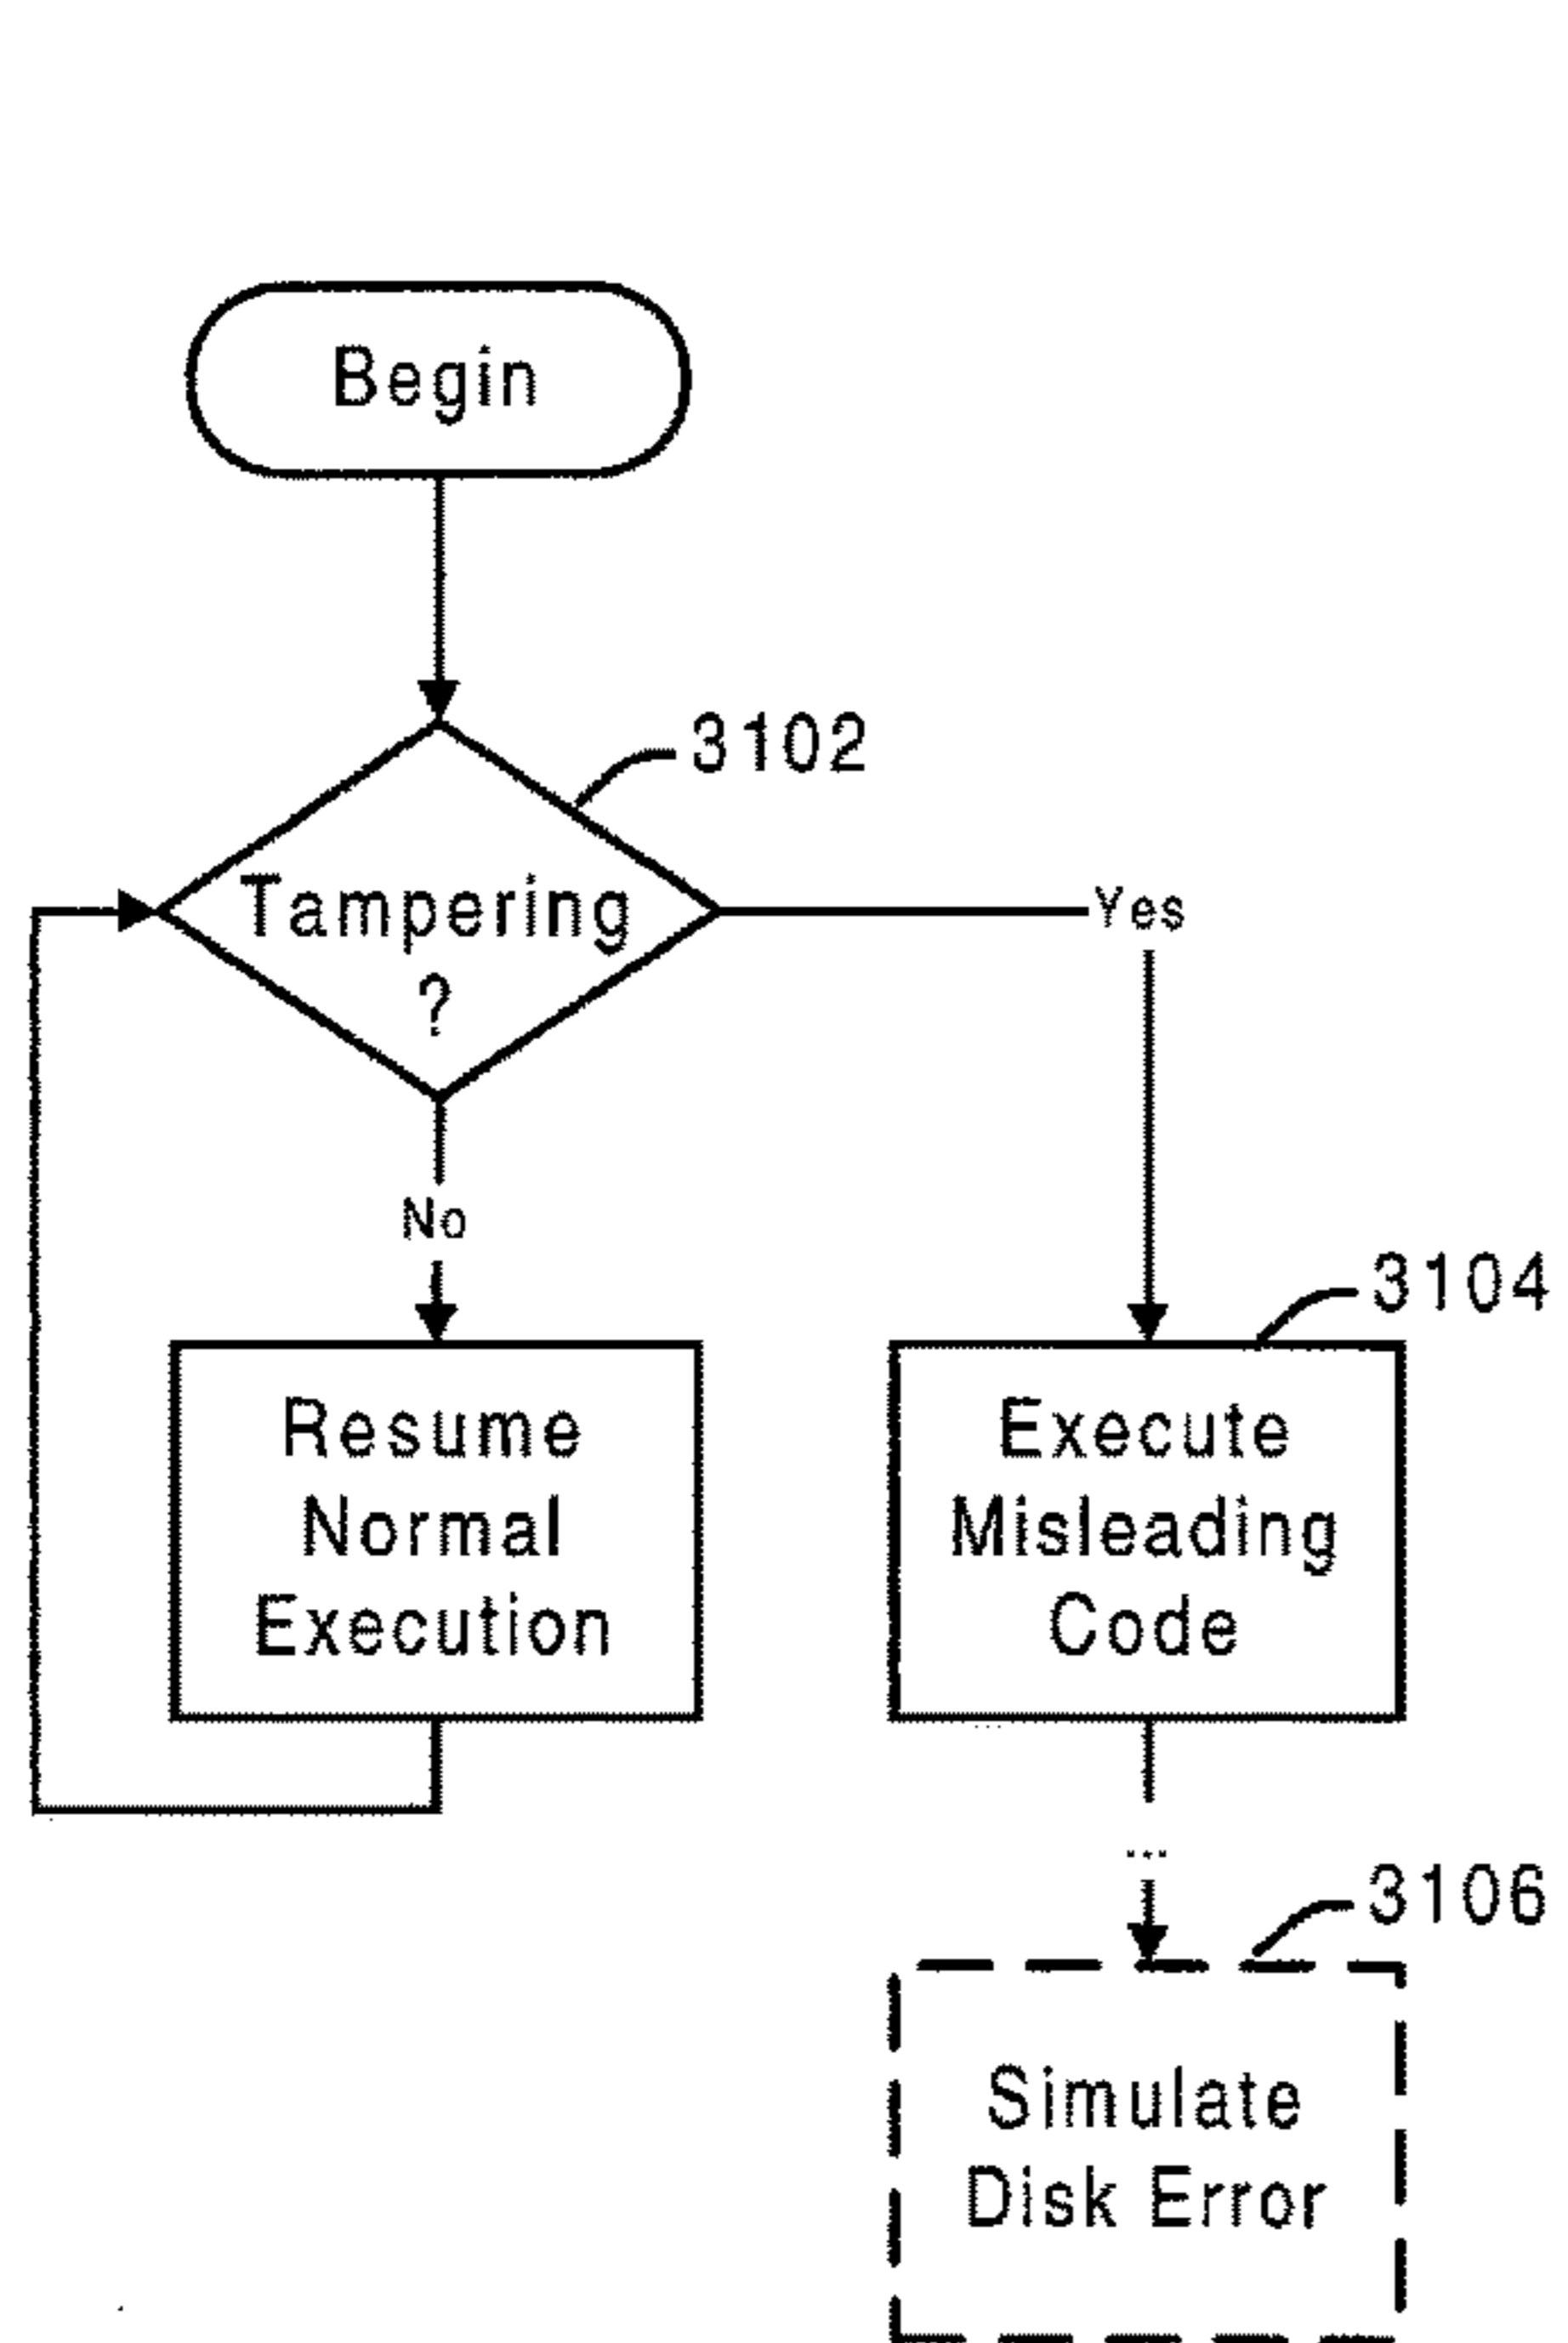 Begin
3102
Tampering
?
Yes
No
3104
Resume
Normal
Execution
Execute
Misleading
Code
...
3106
Simulate
Disk Error